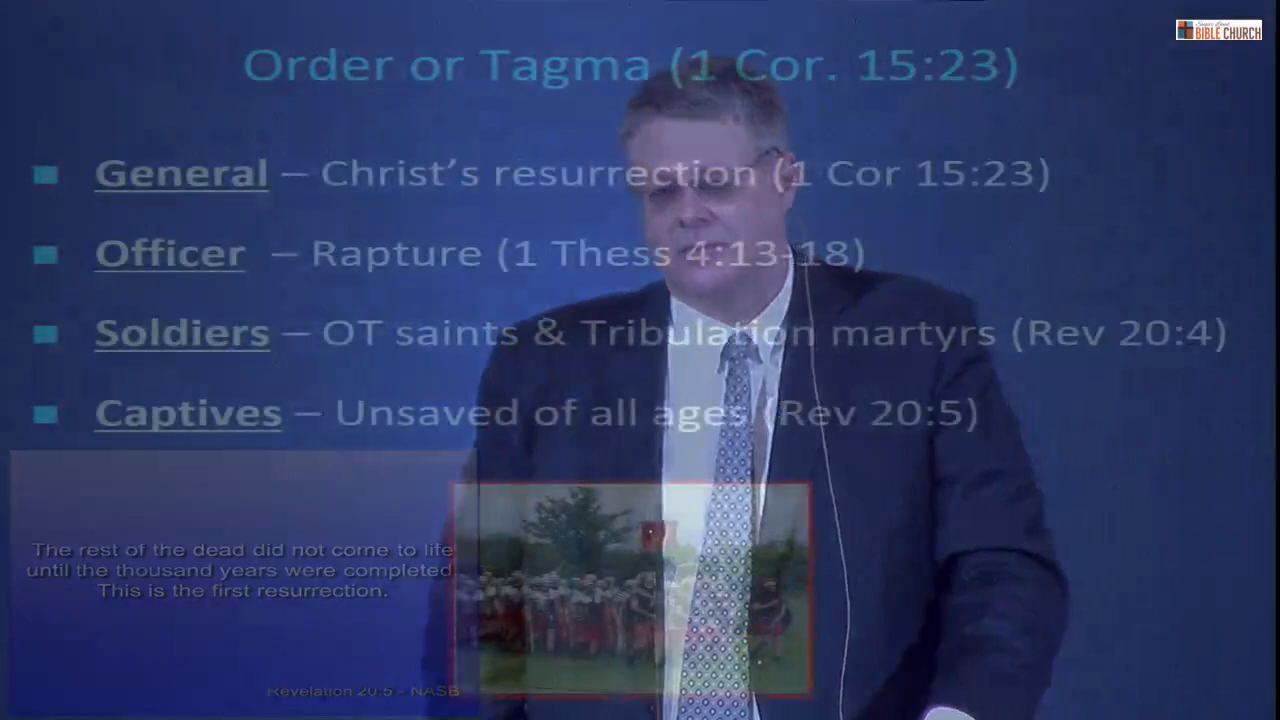 Sugar Land
BIBLE CHURCH
Order or Tagma (1 Cor. 15:23)
General – Christ's resurrection (1 Cor 15:23)
Officer – Rapture (1 Thess 4:13-18)
Soldiers – OT saints & Tribulation martyrs (Rev 20:4)
Captives – Unsaved of all ages (Rev 20:5)
The rest of the dead did not come to life
until the thousand years were completed.
This is the first resurrection.
Revelation 20:5 - NASB